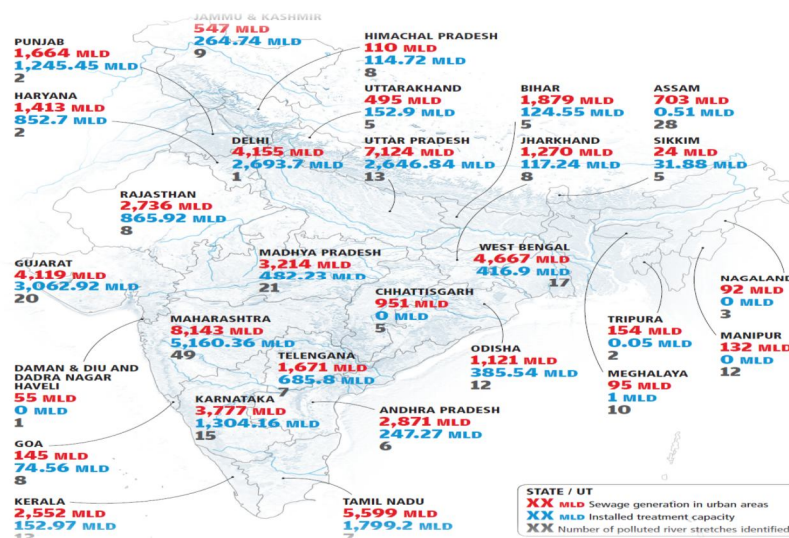 JAMMU & KASHMIR
547 MLD
264.74 MLD
9
PUNJAB
1,664 MLD
1,245.45 MLD
2
HIMACHAL PRADESH
110 MLD
114.72 MLD
8
HARYANA
1,413 MLD
852.7 MLD
2
UTTARAKHAND
495 MLD
152.9 MLD
5
BIHAR
1,879 MLD
124.55 MLD
5
ASSAM
703 MLD
0.51 MLD
28
DELHI
4,155 MLD
2,693.7 MLD
1
UTTAR PRADESH
7,124 MLD
2,646.84 MLD
13
JHARKHAND
1,270 MLD
117.24 MLD
8
SIKKIM
24 MLD
31.88 MLD
5
RAJASTHAN
2,736 MLD
865.92 MLD
8
GUJARAT
4,119 MLD
3,062.92 MLD
20
MADHYA PRADESH
3,214 MLD
482.23 MLD
21
WEST BENGAL
4,667 MLD
416.9 MLD
17
CHHATTISGARH
951 MLD
0 MLD
5
NAGALAND
92 MLD
0 MLD
3
MAHARASHTRA
8,143 MLD
5,160.36 MLD
49
TRIPURA
154 MLD
0.05 MLD
2
MANIPUR
132 MLD
0 MLD
12
TELENGANA
1,671 MLD
685.8 MLD
7
ODISHA
1,121 MLD
385.54 MLD
12
MEGHALAYA
95 MLD
1 MLD
10
DAMAN & DIU AND
DADRA NAGAR
HAVELI
55 MLD
0 MLD
1
KARNATAKA
3,777 MLD
1,304.16 MLD
15
ANDHRA PRADESH
2,871 MLD
247.27 MLD
6
GOA
145 MLD
74.56 MLD
8
KERALA
2,552 MLD
152.97 MLD
TAMIL NADU
5,599 MLD
1,799.2 MLD
STATE / UT
XX MLD Sewage generation in urban areas
XX MLD Installed treatment capacity
XX Number of polluted river stretches identified